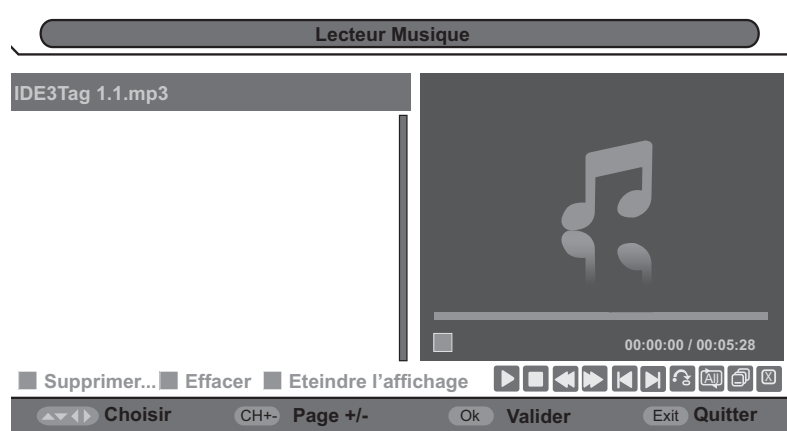 Lecteur Musique
IDE3Tag 1.1.mp3
00:00:00 / 00:05:28
Supprimer... Effacer Eteindre l'affichage All X
Choisir CH+- Page +/- Ok Valider Exit Quitter